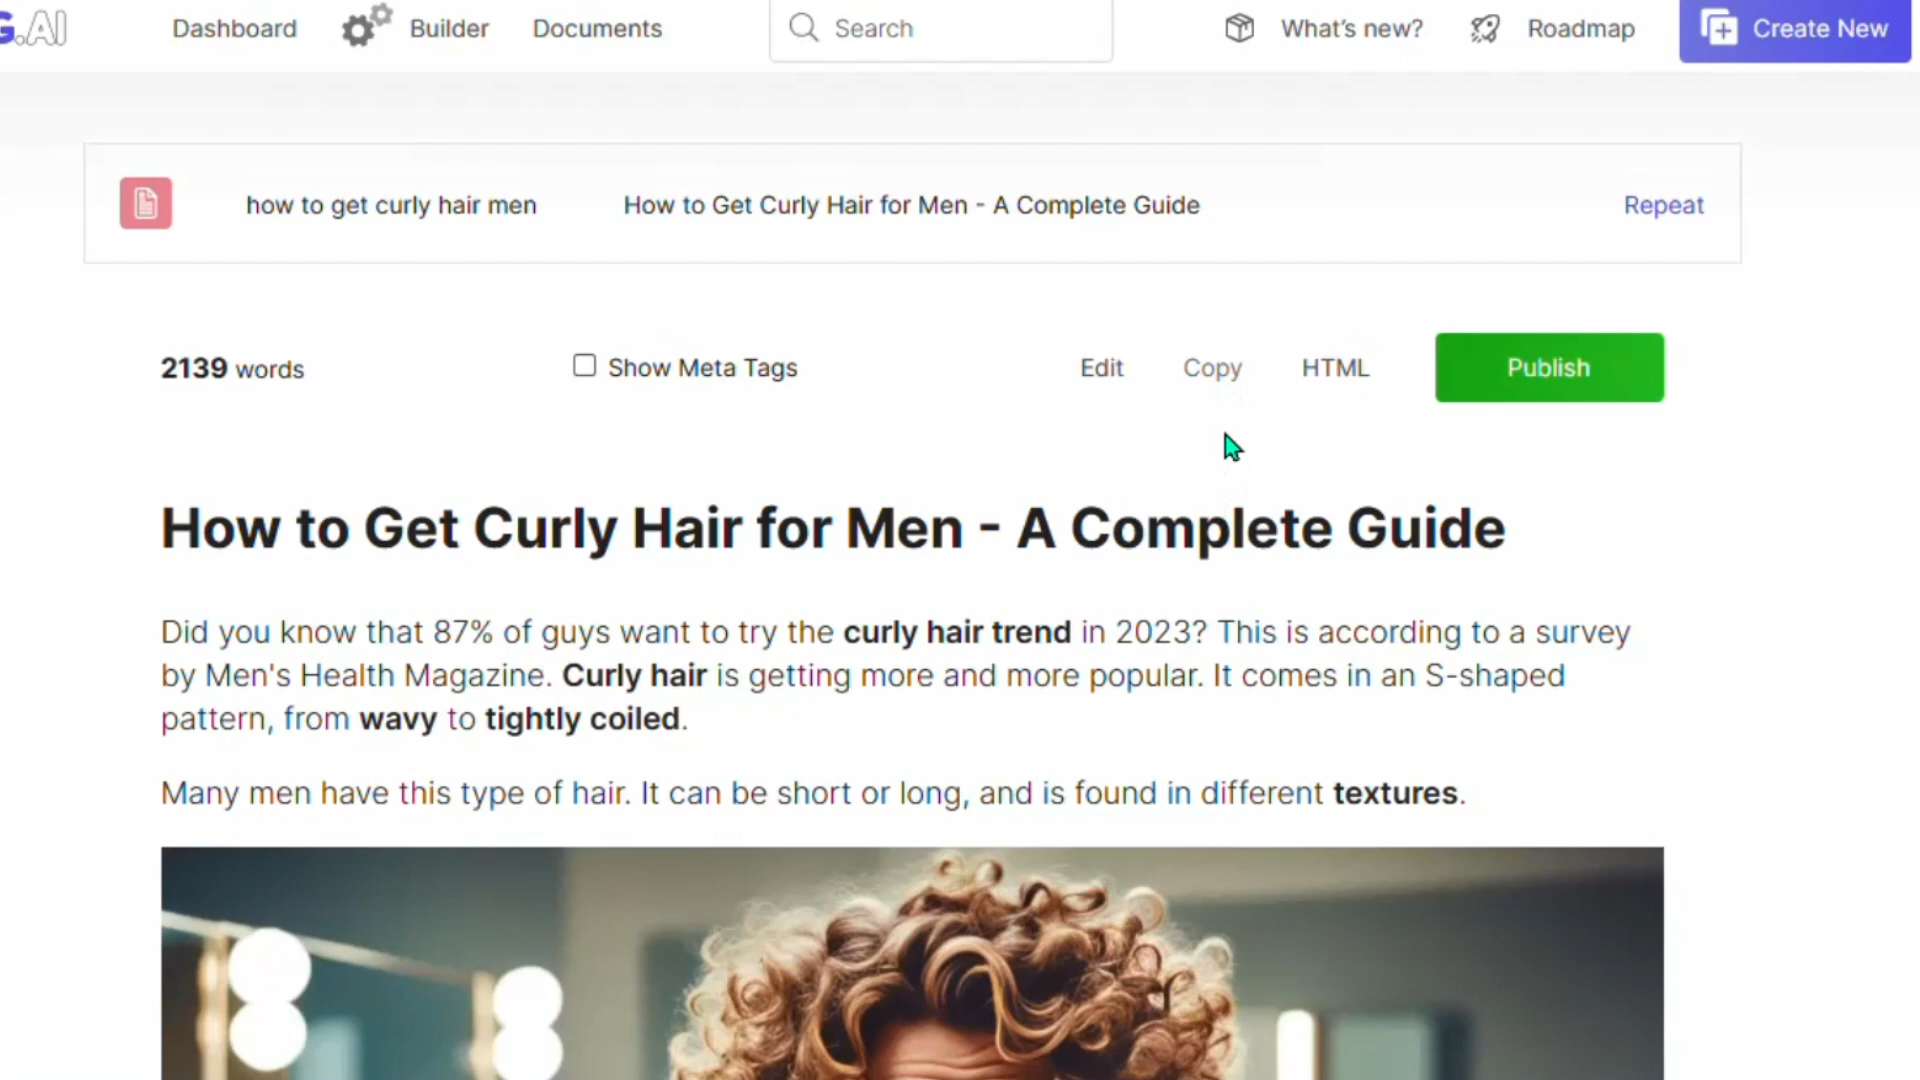 G.AI
Dashboard Builder Documents Search What's new? Roadmap Create New
how to get curly hair men How to Get Curly Hair for Men - A Complete Guide Repeat
2139 words Show Meta Tags Edit Copy HTML Publish
How to Get Curly Hair for Men - A Complete Guide
Did you know that 87% of guys want to try the curly hair trend in 2023? This is according to a survey
by Men's Health Magazine. Curly hair is getting more and more popular. It comes in an S-shaped
pattern, from wavy to tightly coiled.
Many men have this type of hair. It can be short or long, and is found in different textures.